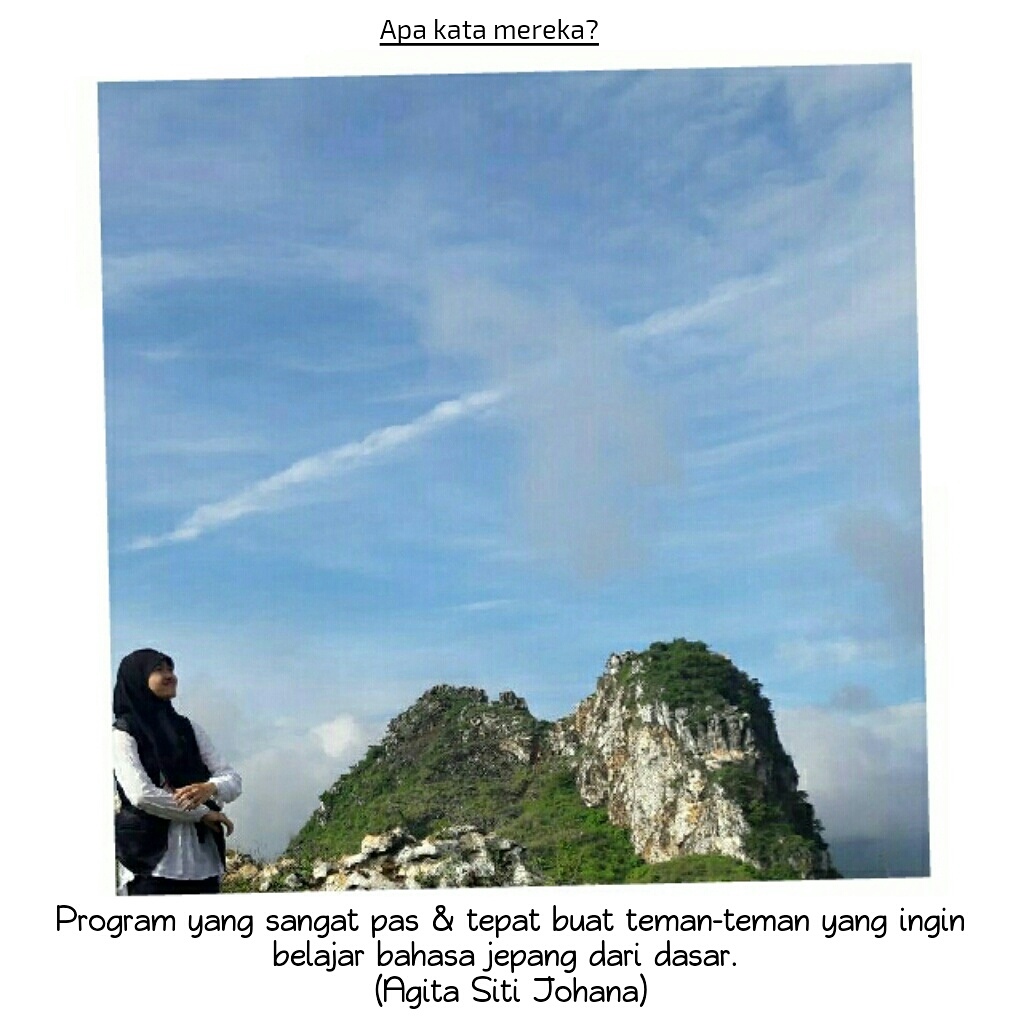 Apa kata mereka?
Program yang sangat pas & tepat buat teman-teman yang ingin
belajar bahasa jepang dari dasar.
(Agita Siti Johana)